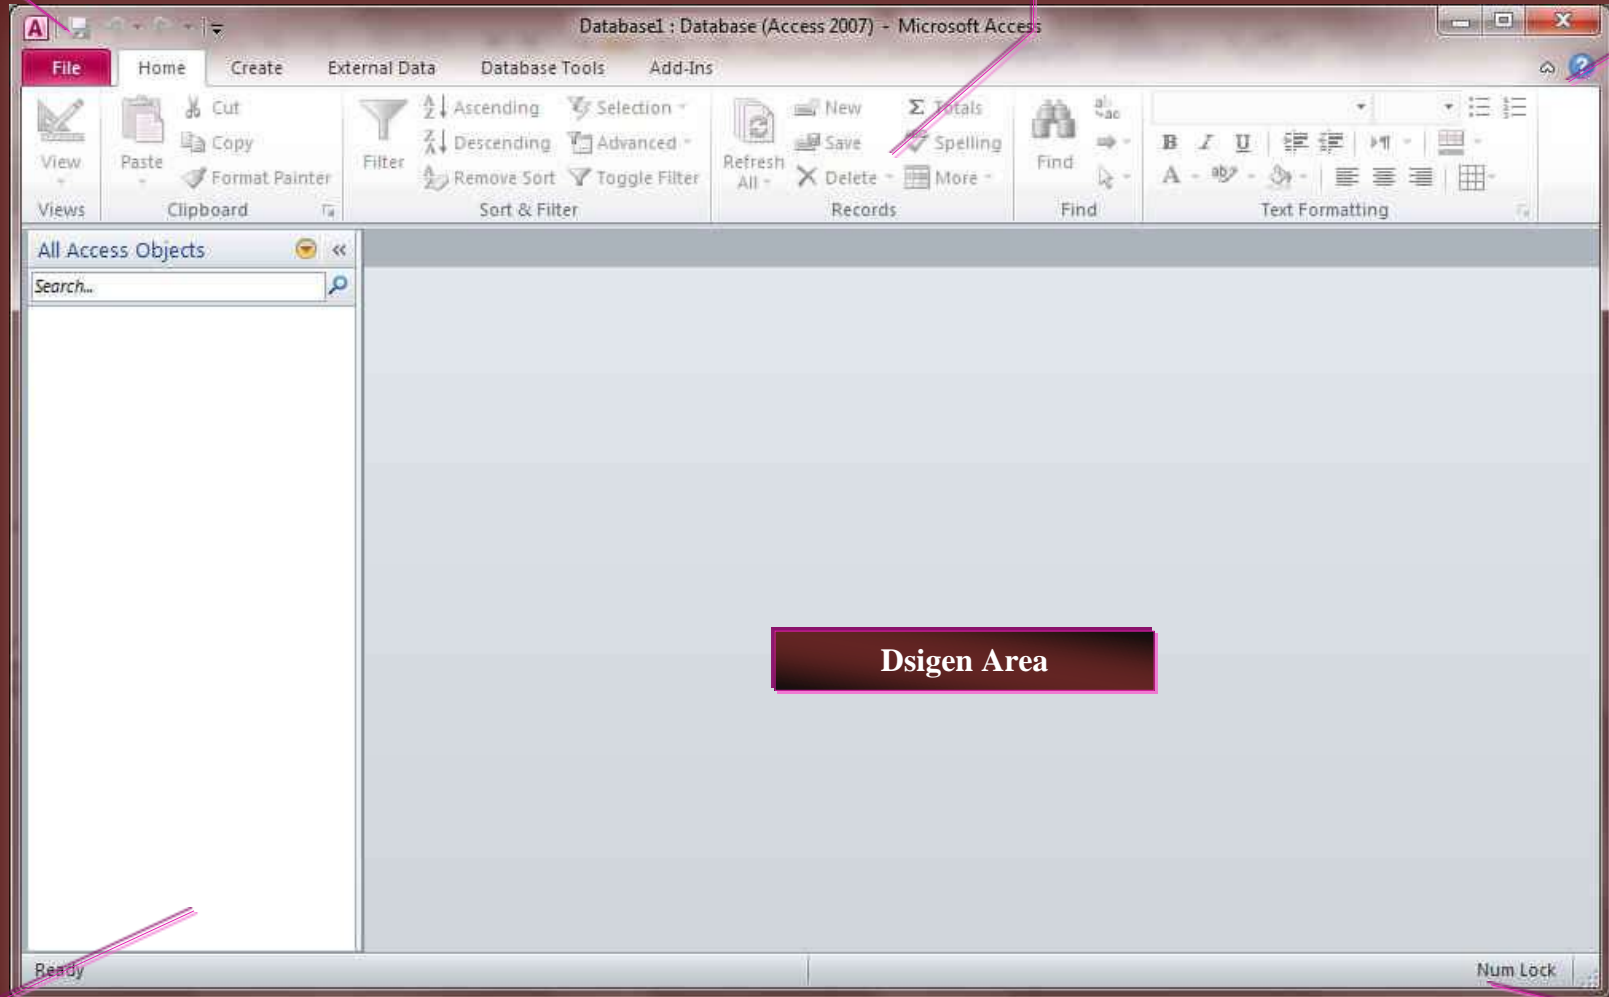 A
Database1 : Database (Access 2007) - Microsoft Access
File Home Create External Data Database Tools Add-Ins
View
Views
Paste
Cut
Copy
Format Painter
Clipboard
Filter
Ascending
Descending
Remove Sort
Selection
Advanced
Toggle Filter
Sort & Filter
Refresh
All
New
Save
Delete
Totals
Spelling
More
Records
Find
Find
B I U
A
Text Formatting
All Access Objects
Search...
Dsigen Area
Ready
Num Lock